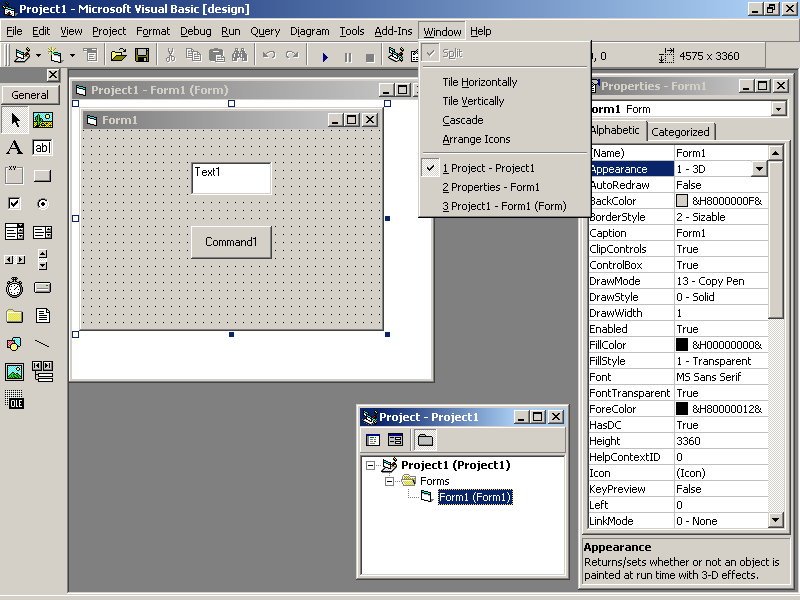 Project1 - Microsoft Visual Basic [design]
File Edit View Project Format Debug Run Query Diagram Tools Add-Ins Window Help
0 4575 x 3360
Split
Tile Horizontally
Tile Vertically
Cascade
Arrange Icons
1 Project - Project1
2 Properties - Form1
3 Project1 - Form1 (Form)
General
A
ab|
XY
OLE
Project1 - Form1 (Form)
Form1
Text1
Command1
Project - Project1
Project1 (Project1)
Forms
Form1 (Form1)
Properties - Form1
orm1 Form
Alphabetic Categorized
(Name) Form1
Appearance 1 - 3D
AutoRedraw False
BackColor &H8000000F&
BorderStyle 2 - Sizable
Caption Form1
ClipControls True
ControlBox True
DrawMode 13 - Copy Pen
DrawStyle 0 - Solid
DrawWidth 1
Enabled True
FillColor &H00000000&
FillStyle 1 - Transparent
Font MS Sans Serif
FontTransparent True
ForeColor &H80000012&
HasDC True
Height 3360
HelpContextID 0
Icon (Icon)
KeyPreview False
Left 0
LinkMode 0 - None
Appearance
Returns/sets whether or not an object is
painted at run time with 3-D effects.